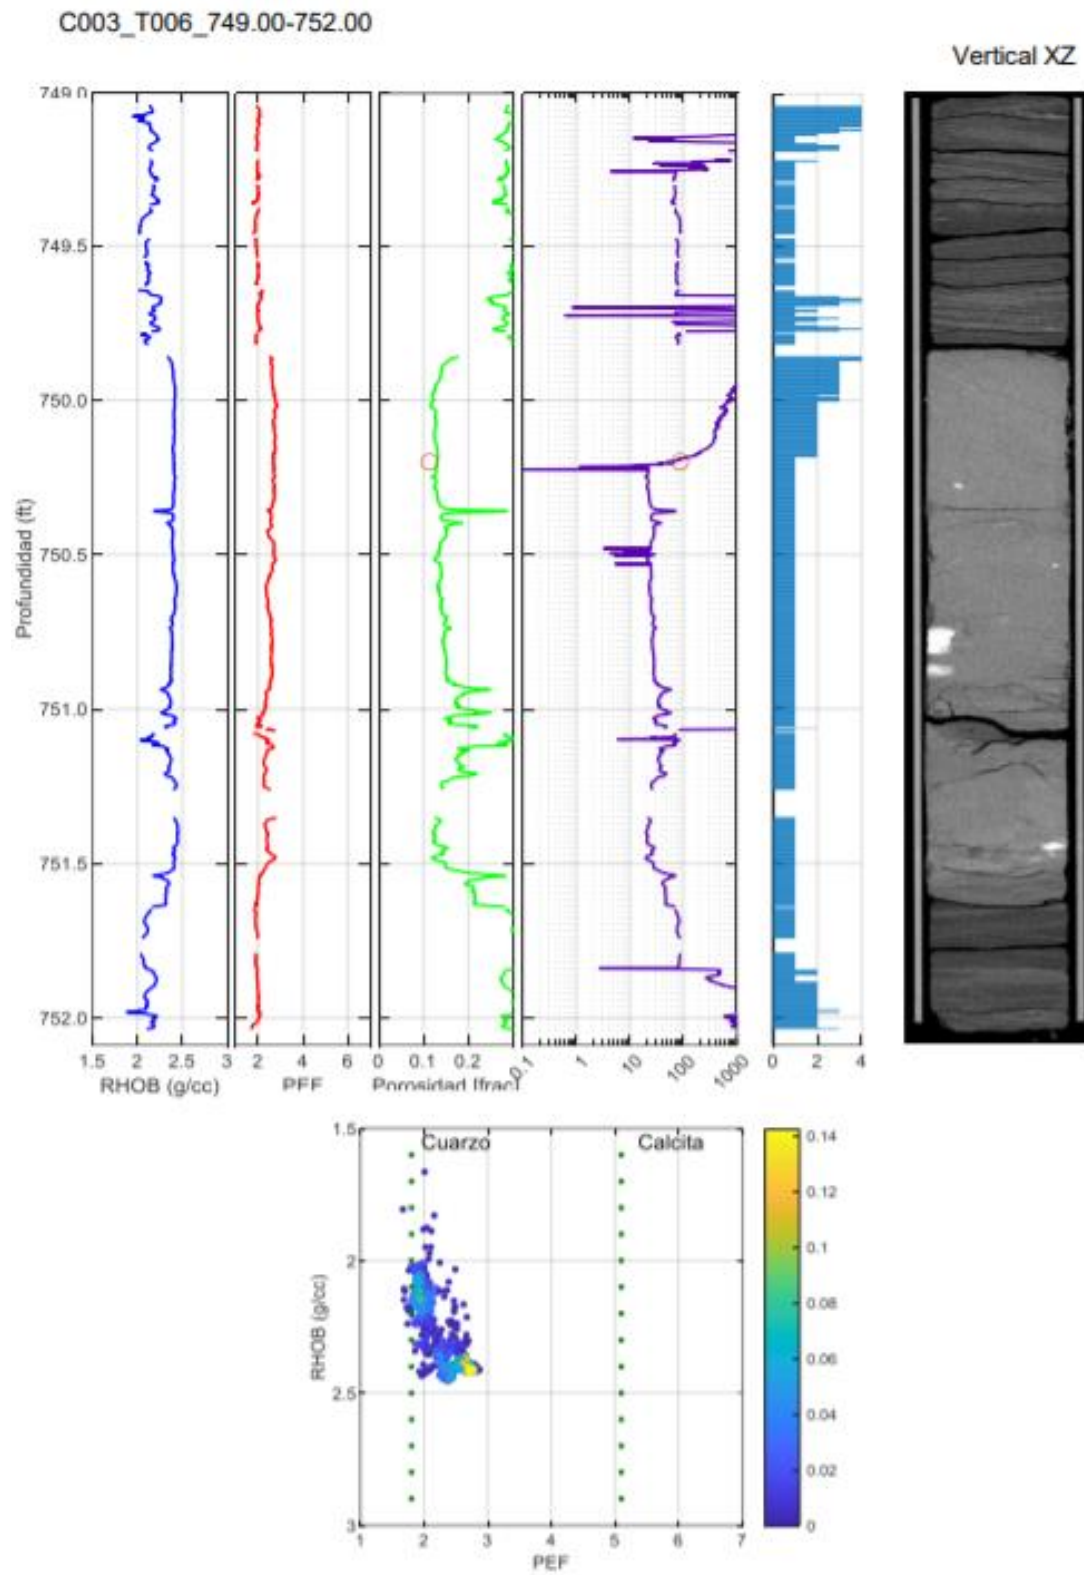 C003_T006_749.00-752.00
Vertical XZ
749.0
749.5
750.0
750.5
751.0
751.5
752.0
Profundidad (ft)
1.5 2 2.5 3 2 4 6 0 0.1 0.2 0.1 1 10 100 1000 0 2 4
RHOB (g/cc) PEF Porosidad (frac)
1.5 Cuarzo Calcita
2
2.5
3
RHOB (g/cc)
0.14
0.12
0.1
0.08
0.06
0.04
0.02
0
1 2 3 4 5 6 7
PEF